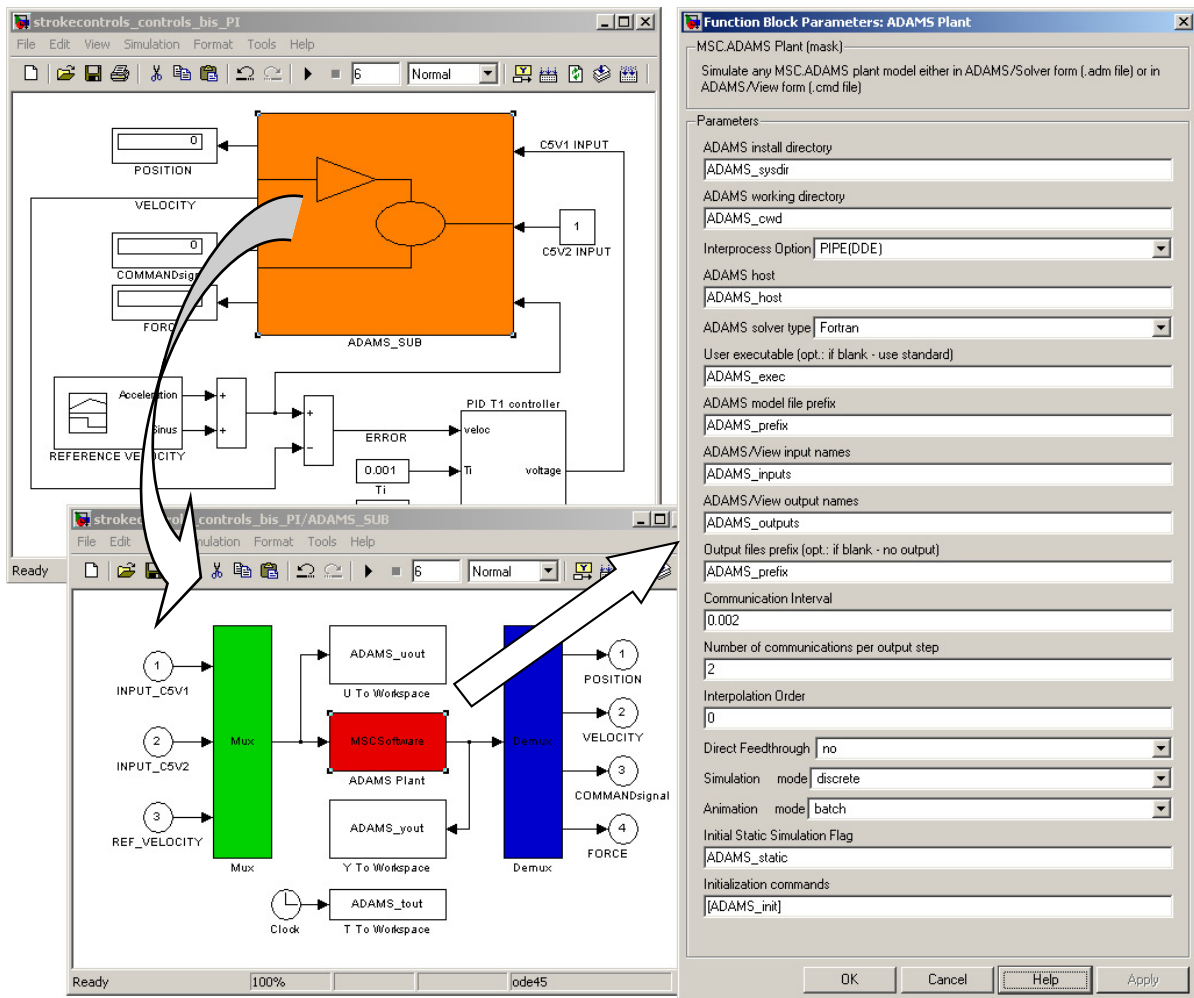 strokecontrols_controls_bis_PI
File Edit View Simulation Format Tools Help
6 Normal
0
POSITION
VELOCITY
0
COMMANDsign
FORC
C5V1 INPUT
1
C5V2 INPUT
ADAMS_SUB
Acceleration
Sinus
REFERENCE VELOCITY
+
+
+
−
ERROR
PID T1 controller
veloc
0.001
Ti
Ti
voltage
Ready
strokecontrols_controls_bis_PI/ADAMS_SUB
File Edit Simulation Format Tools Help
6 Normal
1
INPUT_C5V1
2
INPUT_C5V2
3
REF_VELOCITY
Mux
Mux
ADAMS_uout
U To Workspace
MSCSoftware
ADAMS Plant
ADAMS_yout
Y To Workspace
Clock
ADAMS_tout
T To Workspace
Demux
Demux
1
POSITION
2
VELOCITY
3
COMMANDsignal
4
FORCE
Ready 100% ode45
Function Block Parameters: ADAMS Plant
MSC.ADAMS Plant (mask)
Simulate any MSC.ADAMS plant model either in ADAMS/Solver form (.adm file) or in
ADAMS/View form (.cmd file)
Parameters
ADAMS install directory
ADAMS_sysdir
ADAMS working directory
ADAMS_cwd
Interprocess Option PIPE(DDE)
ADAMS host
ADAMS_host
ADAMS solver type Fortran
User executable (opt.: if blank - use standard)
ADAMS_exec
ADAMS model file prefix
ADAMS_prefix
ADAMS/View input names
ADAMS_inputs
ADAMS/View output names
ADAMS_outputs
Output files prefix (opt.: if blank - no output)
ADAMS_prefix
Communication Interval
0.002
Number of communications per output step
2
Interpolation Order
0
Direct Feedthrough no
Simulation mode discrete
Animation mode batch
Initial Static Simulation Flag
ADAMS_static
Initialization commands
[ADAMS_init]
OK Cancel Help Apply